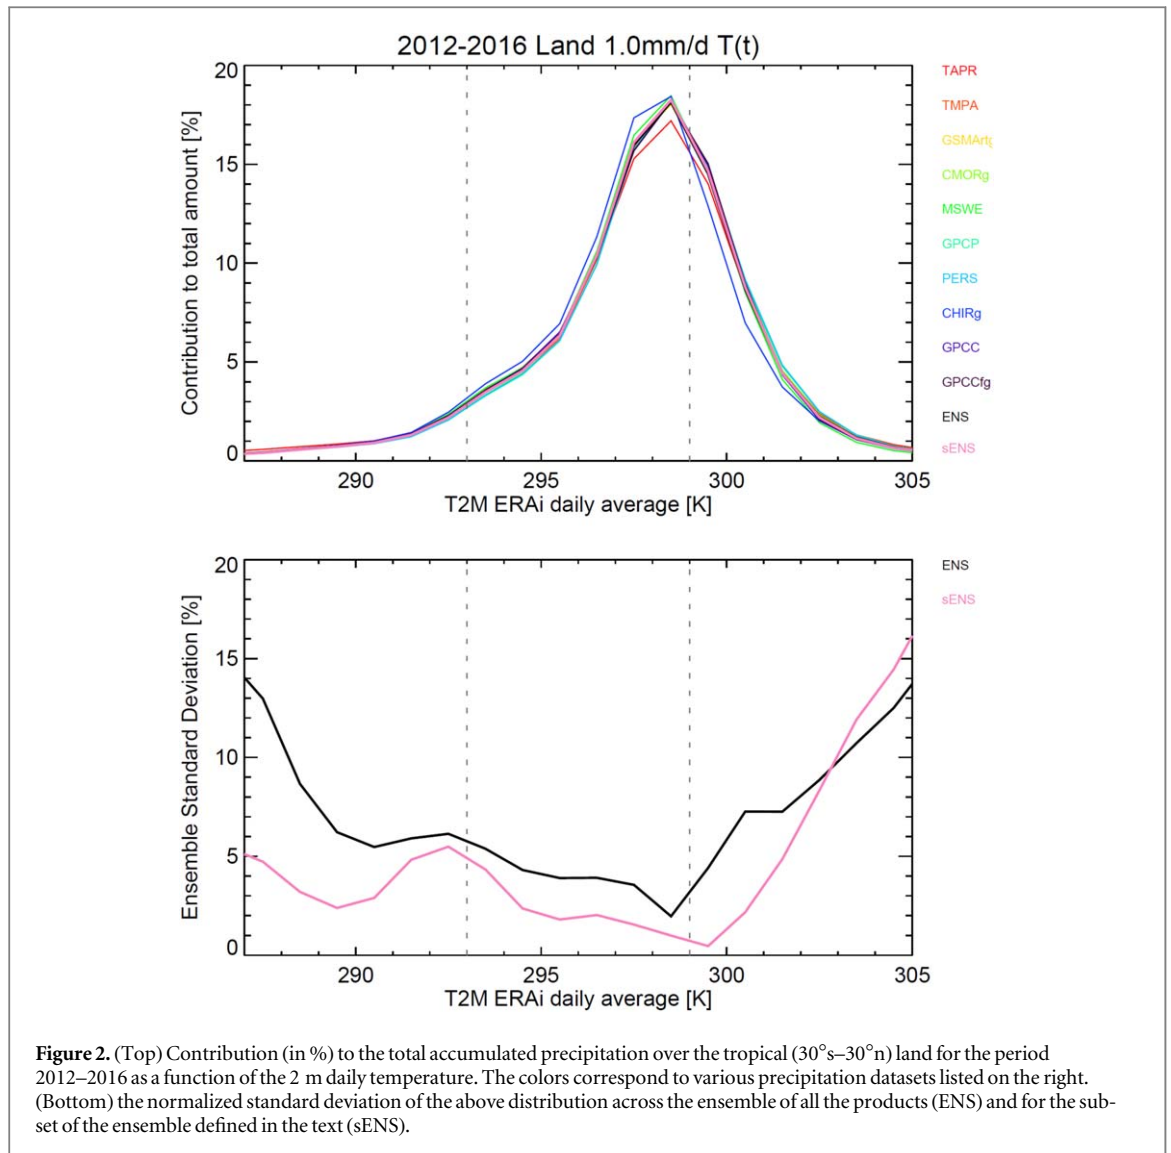 2012-2016 Land 1.0mm/d T(t)
Contribution to total amount [%]
20
15
10
5
0
290
295
300
305
T2M ERAi daily average [K]
TAPR
TMPA
GSMArtg
CMORg
MSWE
GPCP
PERS
CHIRg
GPCC
GPCCfg
ENS
sENS
Ensemble Standard Deviation [%]
20
15
10
5
0
290
295
300
305
T2M ERAi daily average [K]
ENS
sENS
Figure 2. (Top) Contribution (in %) to the total accumulated precipitation over the tropical (30°s–30°n) land for the period
2012–2016 as a function of the 2 m daily temperature. The colors correspond to various precipitation datasets listed on the right.
(Bottom) the normalized standard deviation of the above distribution across the ensemble of all the products (ENS) and for the sub-
set of the ensemble defined in the text (sENS).